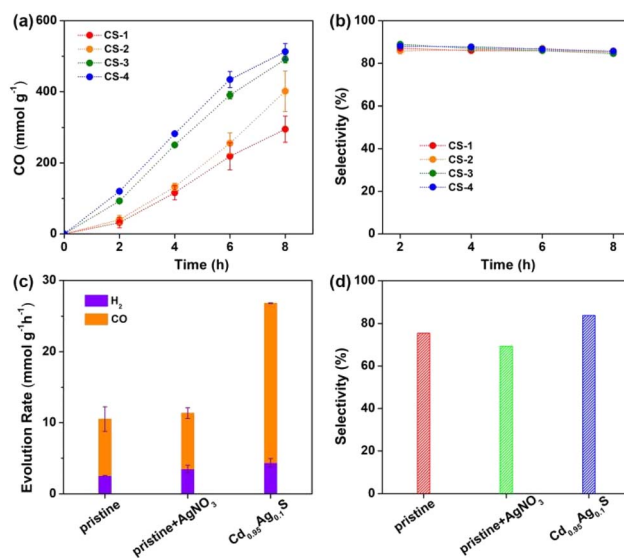 (a)
CS-1
CS-2
CS-3
CS-4
CO (mmol g⁻¹)
600
400
200
0
0 2 4 6 8
Time (h)
(b)
Selectivity (%)
100
80
60
40
20
0
CS-1
CS-2
CS-3
CS-4
2 4 6 8
Time (h)
(c)
H₂
CO
Evolution Rate (mmol g⁻¹h⁻¹)
30
20
10
0
pristine
pristine+AgNO₃
Cd₀.₉₅Ag₀.₁S
(d)
Selectivity (%)
100
80
60
40
20
0
pristine
pristine+AgNO₃
Cd₀.₉₅Ag₀.₁S